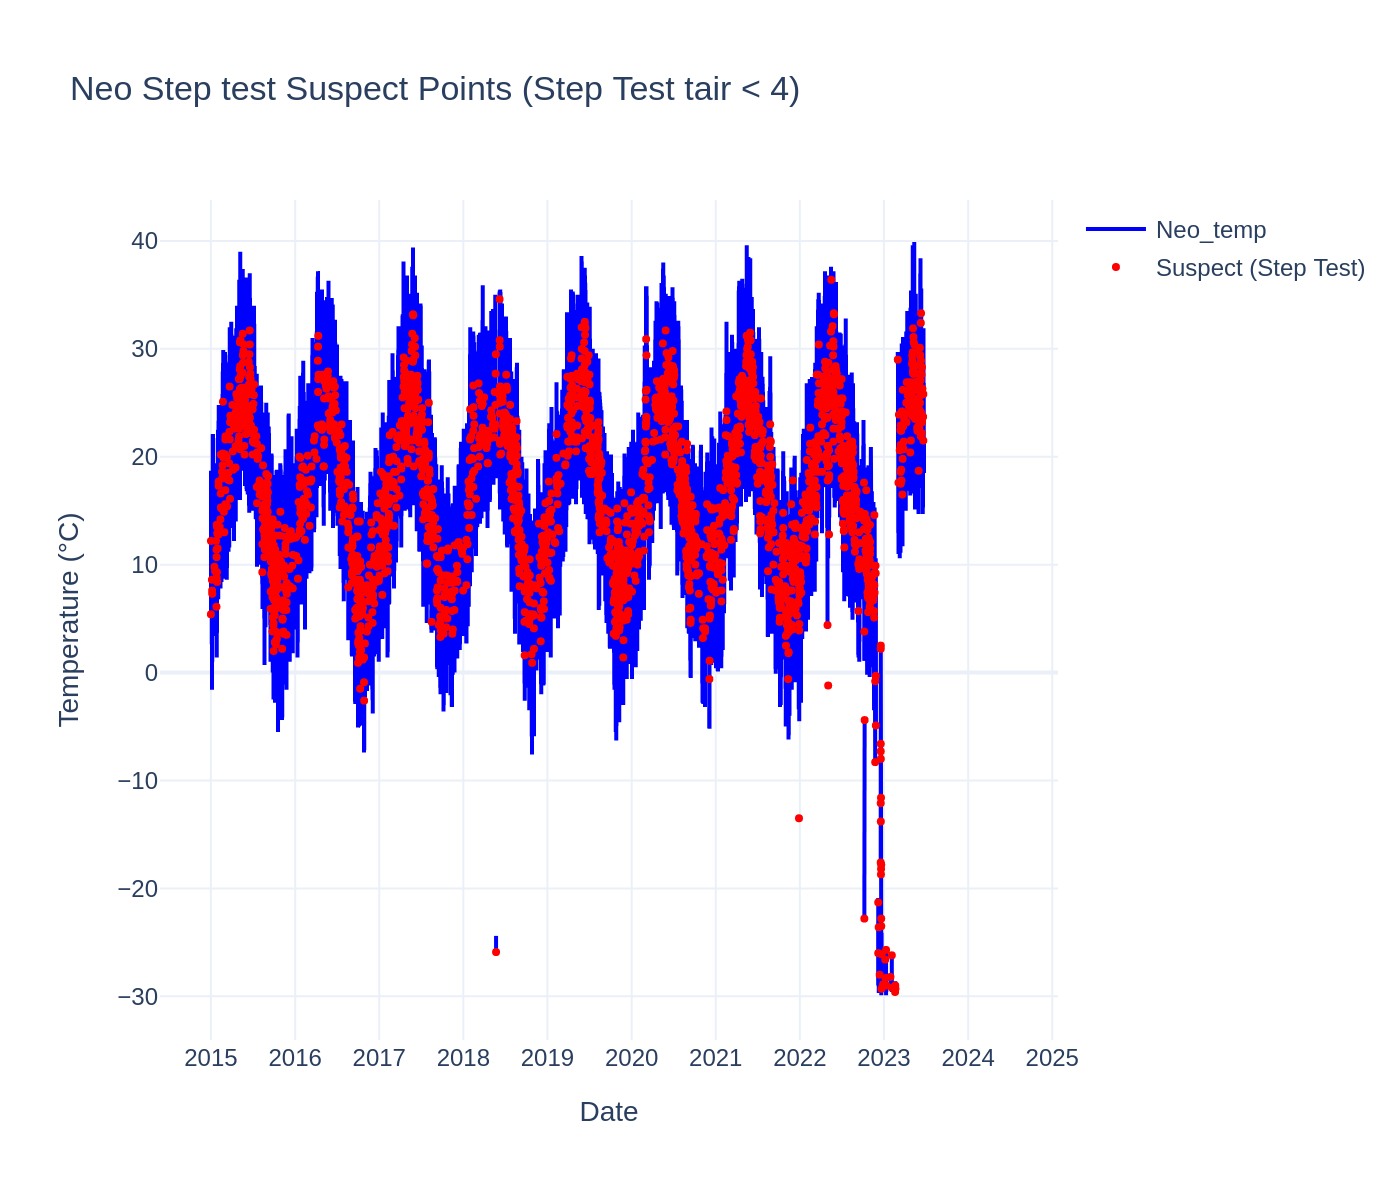 Neo Step test Suspect Points (Step Test tair < 4)
Neo_temp
Suspect (Step Test)
Temperature (°C)
40
30
20
10
0
−10
−20
−30
2015 2016 2017 2018 2019 2020 2021 2022 2023 2024 2025
Date